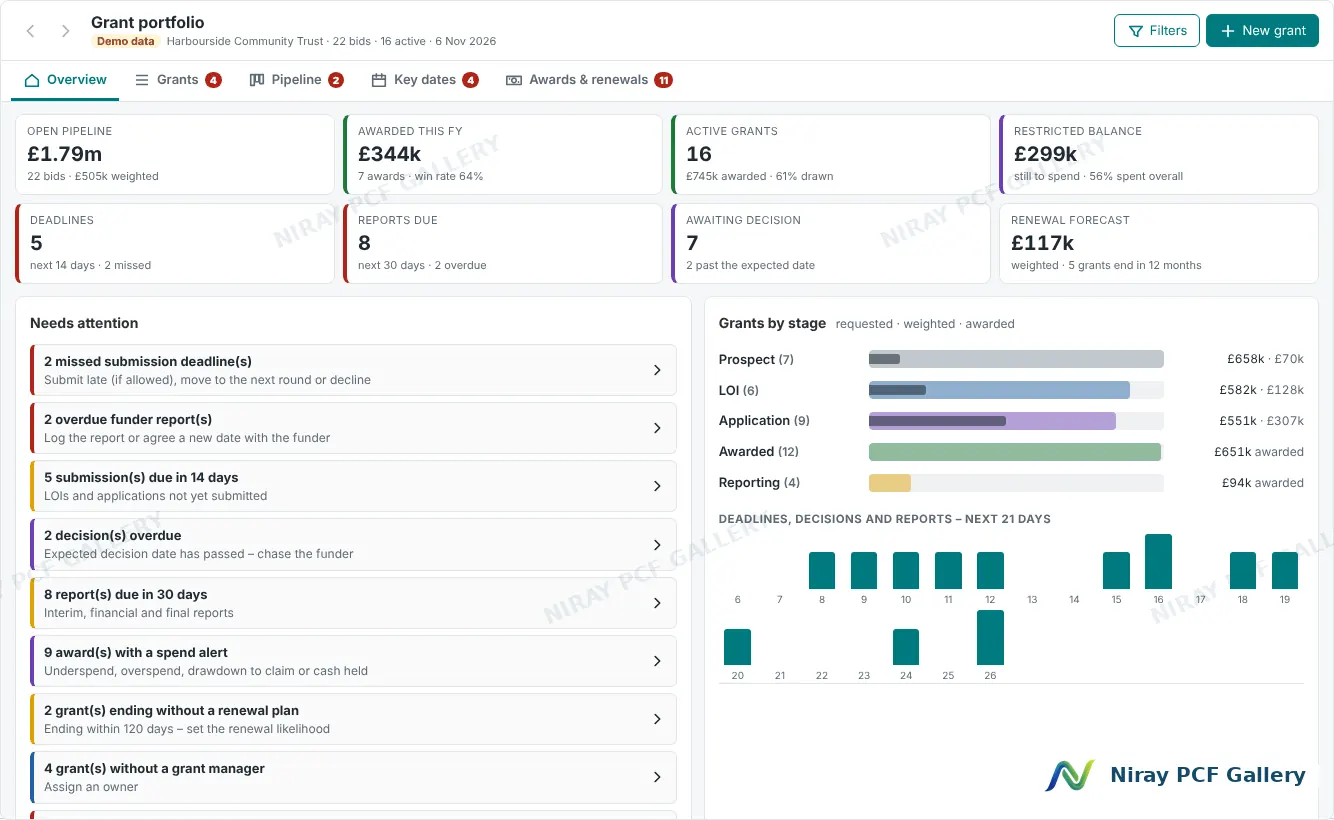 Grant portfolio
Demo data Harbourside Community Trust · 22 bids · 16 active · 6 Nov 2026
Filters
New grant
Overview
Grants 4
Pipeline 2
Key dates 4
Awards & renewals 11
OPEN PIPELINE
£1.79m
22 bids · £505k weighted
AWARDED THIS FY
£344k
7 awards · win rate 64%
ACTIVE GRANTS
16
£745k awarded · 61% drawn
RESTRICTED BALANCE
£299k
still to spend · 56% spent overall
DEADLINES
5
next 14 days · 2 missed
REPORTS DUE
8
next 30 days · 2 overdue
AWAITING DECISION
7
2 past the expected date
RENEWAL FORECAST
£117k
weighted · 5 grants end in 12 months
Needs attention
2 missed submission deadline(s)
Submit late (if allowed), move to the next round or decline
2 overdue funder report(s)
Log the report or agree a new date with the funder
5 submission(s) due in 14 days
LOIs and applications not yet submitted
2 decision(s) overdue
Expected decision date has passed – chase the funder
8 report(s) due in 30 days
Interim, financial and final reports
9 award(s) with a spend alert
Underspend, overspend, drawdown to claim or cash held
2 grant(s) ending without a renewal plan
Ending within 120 days – set the renewal likelihood
4 grant(s) without a grant manager
Assign an owner
Grants by stage requested · weighted · awarded
Prospect (7) £658k · £70k
LOI (6) £582k · £128k
Application (9) £551k · £307k
Awarded (12) £651k awarded
Reporting (4) £94k awarded
DEADLINES, DECISIONS AND REPORTS – NEXT 21 DAYS
6 7 8 9 10 11 12 13 14 15 16 17 18 19
20 21 22 23 24 25 26
Niray PCF Gallery
NIRAY PCF GALLERY
NIRAY PCF GALLERY
NIRAY PCF GALLERY